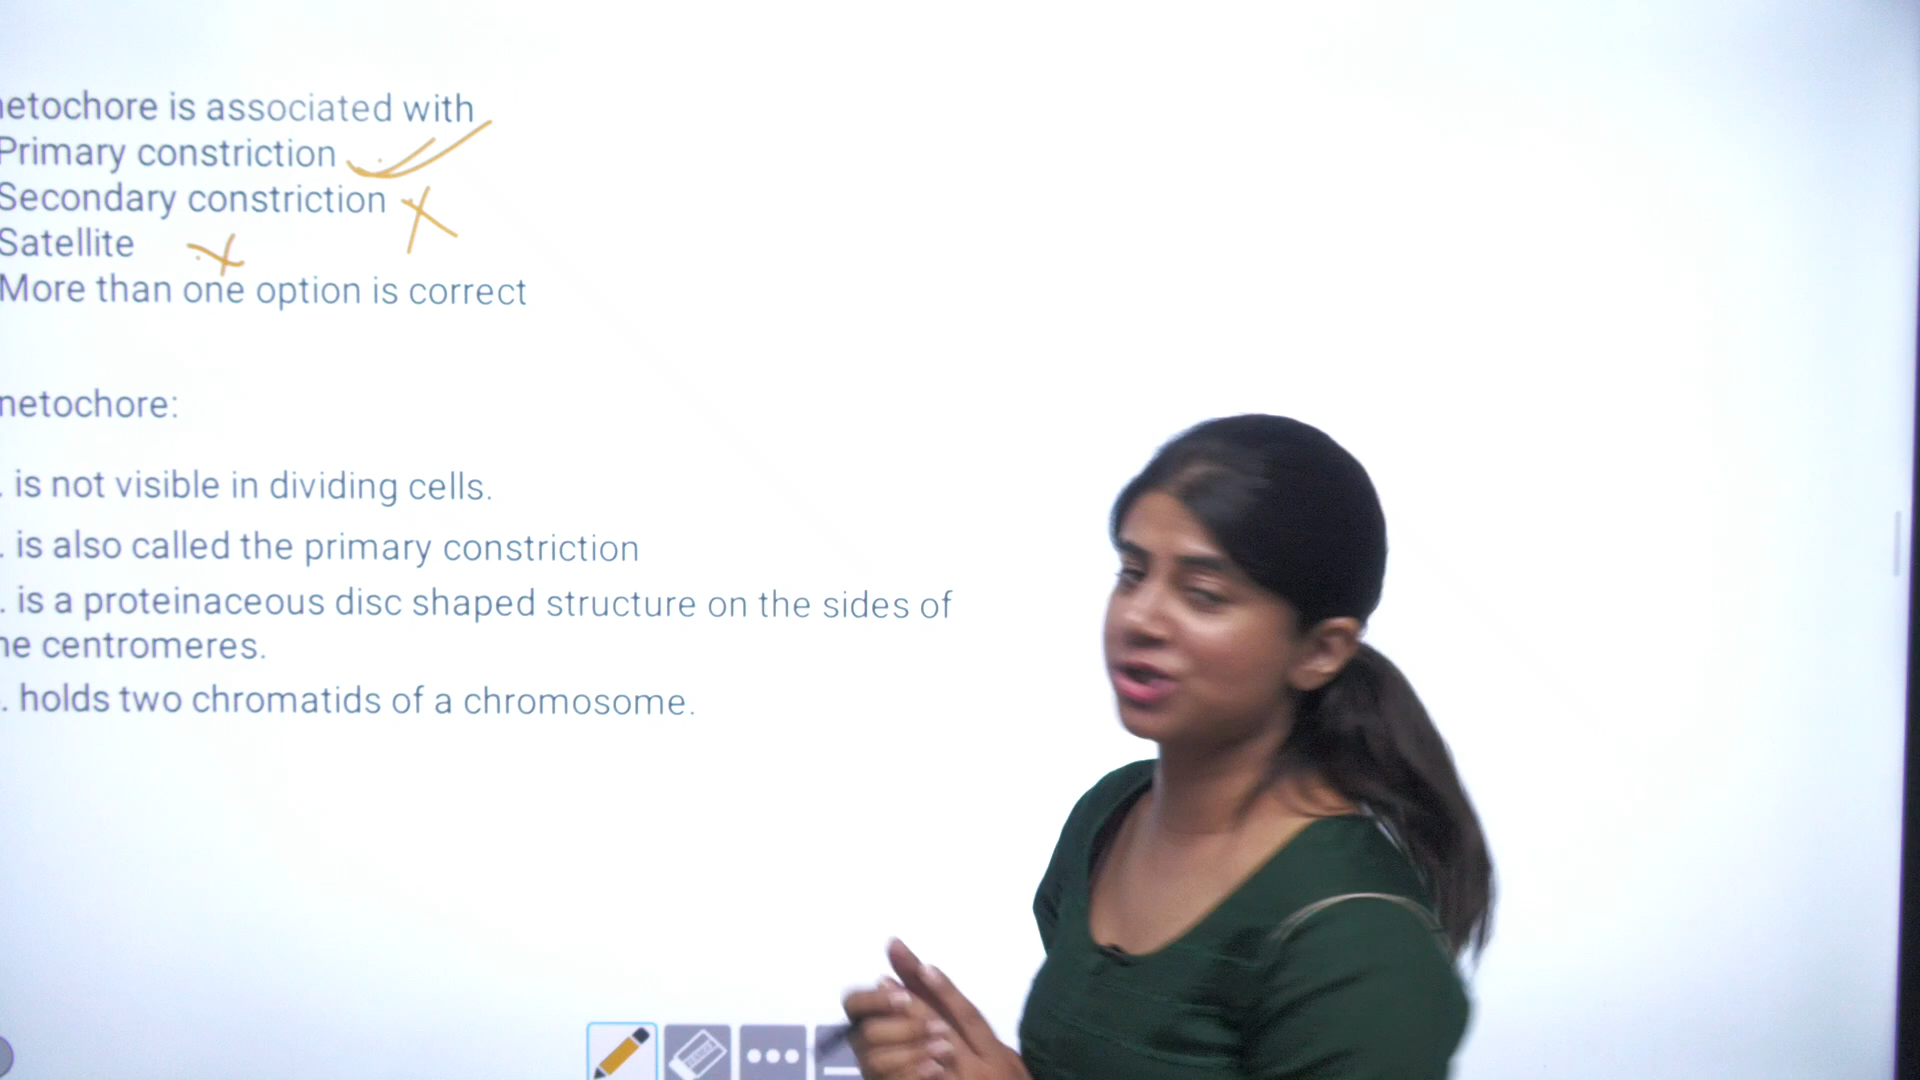 netochore is associated with
Primary constriction
Secondary constriction
Satellite
More than one option is correct
netochore:
. is not visible in dividing cells.
. is also called the primary constriction
. is a proteinaceous disc shaped structure on the sides of
he centromeres.
. holds two chromatids of a chromosome.